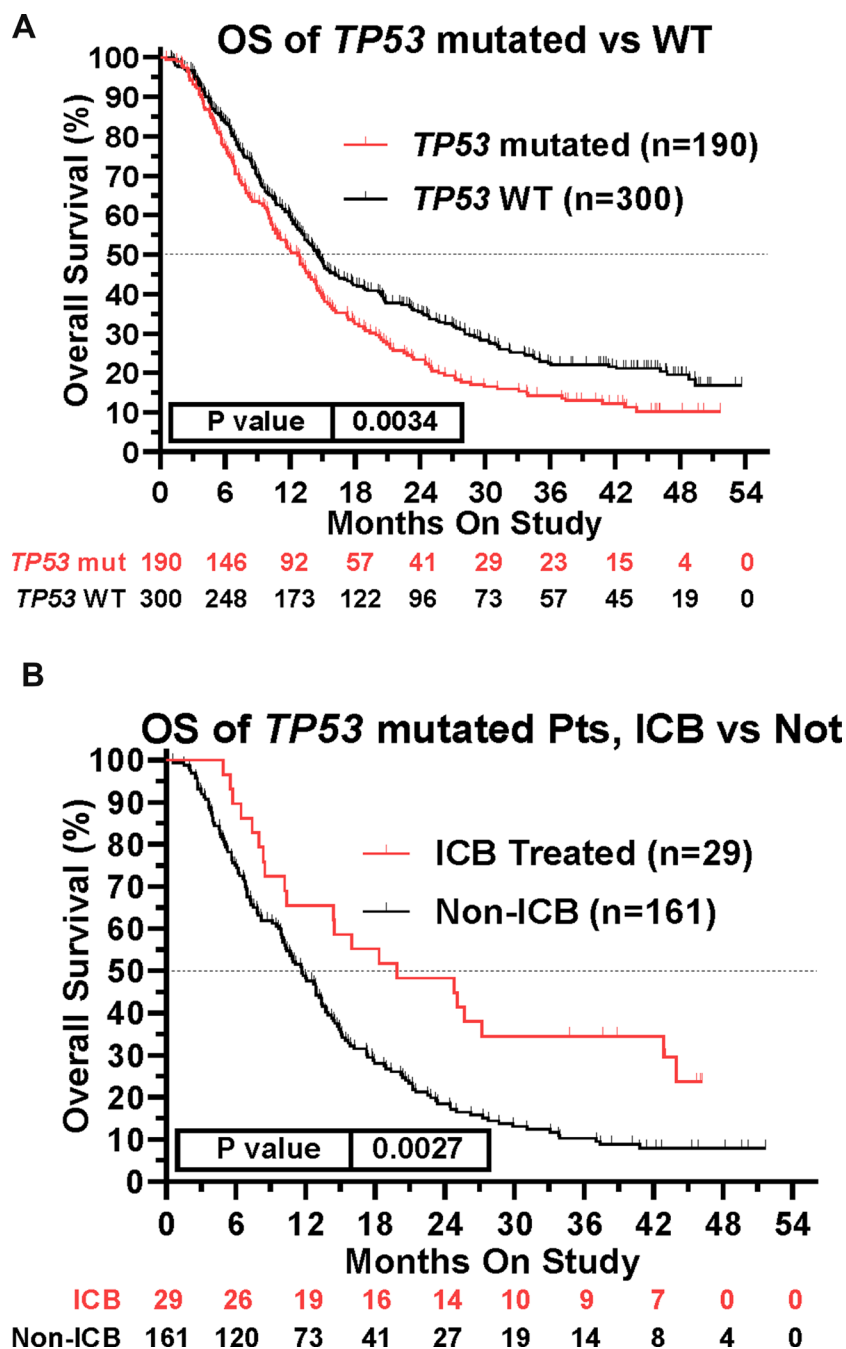 A
OS of TP53 mutated vs WT
Overall Survival (%)
100
90
80
70
60
50
40
30
20
10
0
TP53 mutated (n=190)
TP53 WT (n=300)
P value 0.0034
0 6 12 18 24 30 36 42 48 54
Months On Study
TP53 mut 190 146 92 57 41 29 23 15 4 0
TP53 WT 300 248 173 122 96 73 57 45 19 0
B
OS of TP53 mutated Pts, ICB vs Not
Overall Survival (%)
100
90
80
70
60
50
40
30
20
10
0
ICB Treated (n=29)
Non-ICB (n=161)
P value 0.0027
0 6 12 18 24 30 36 42 48 54
Months On Study
ICB 29 26 19 16 14 10 9 7 0 0
Non-ICB 161 120 73 41 27 19 14 8 4 0